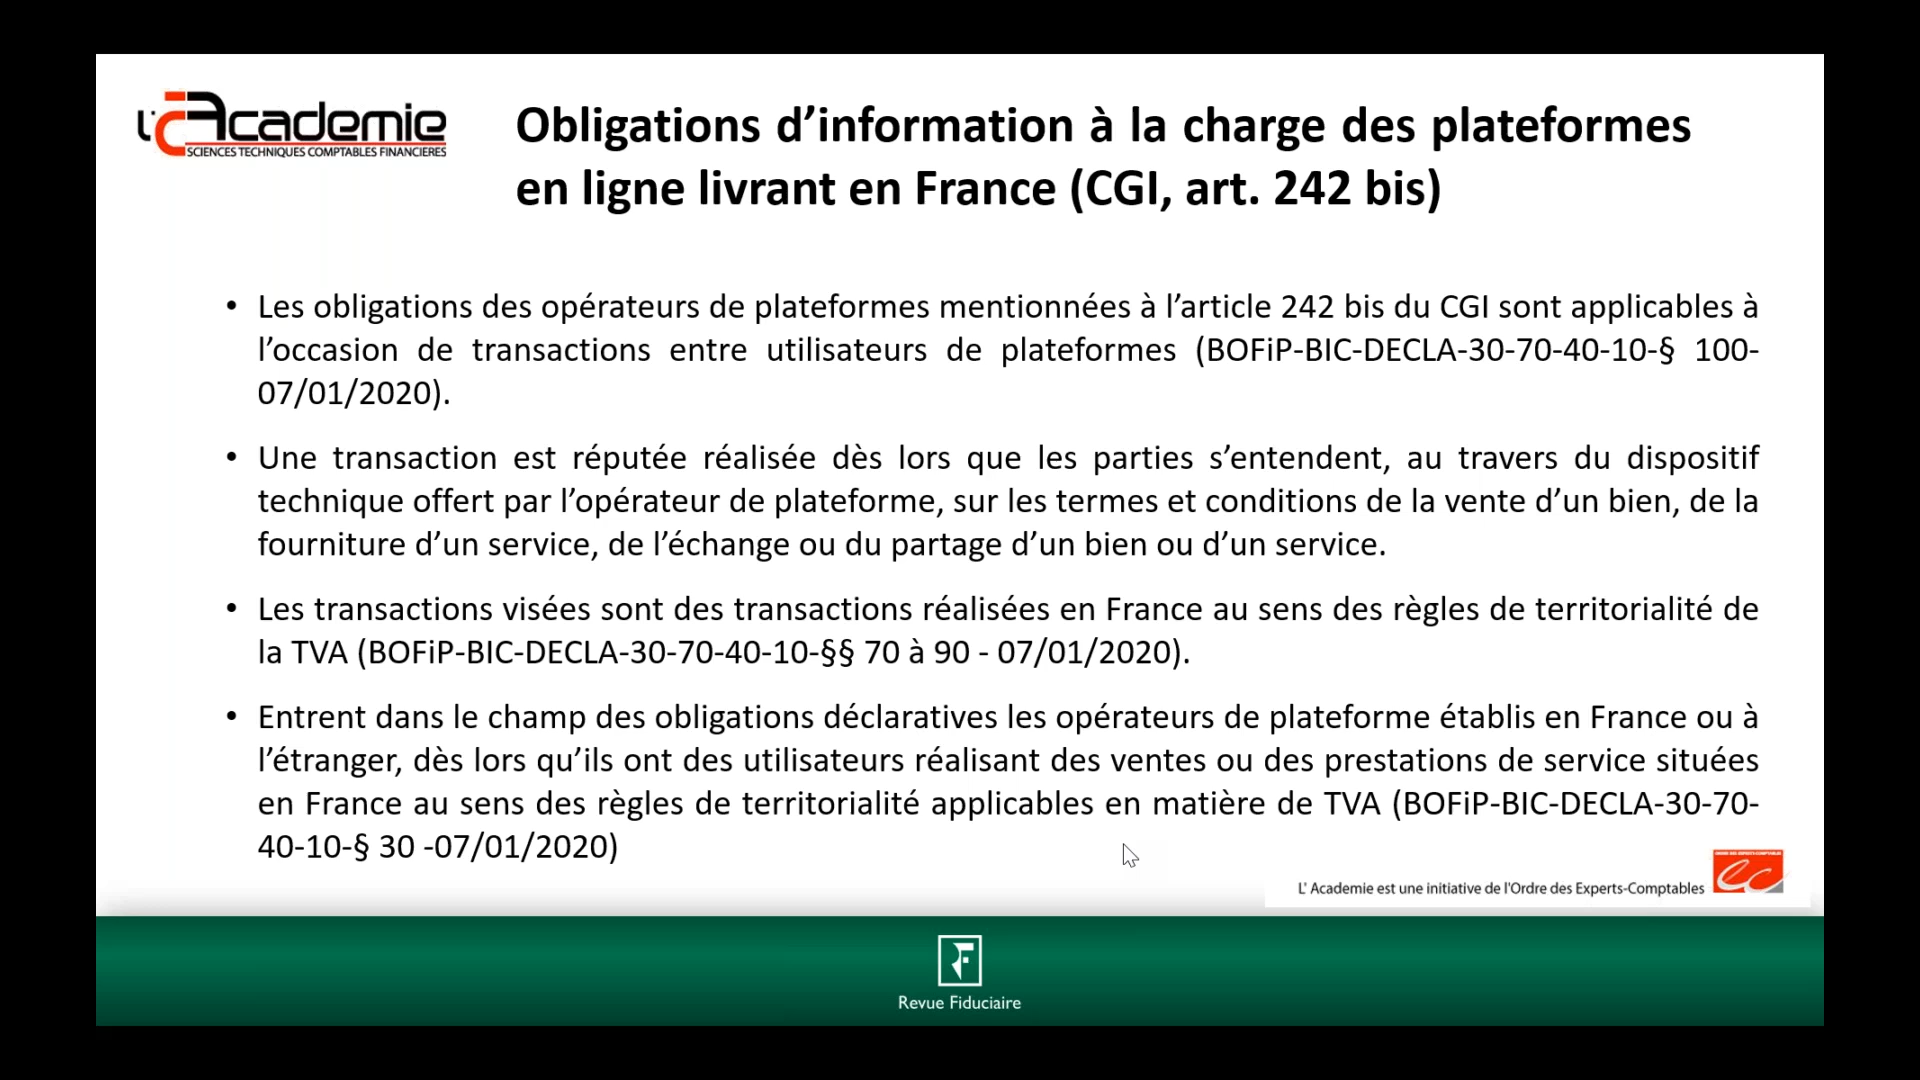 L'Academie
SCIENCES TECHNIQUES COMPTABLES FINANCIERES
Obligations d’information à la charge des plateformes
en ligne livrant en France (CGI, art. 242 bis)
• Les obligations des opérateurs de plateformes mentionnées à l’article 242 bis du CGI sont applicables à
l’occasion de transactions entre utilisateurs de plateformes (BOFiP-BIC-DECLA-30-70-40-10-§ 100-
07/01/2020).
• Une transaction est réputée réalisée dès lors que les parties s’entendent, au travers du dispositif
technique offert par l’opérateur de plateforme, sur les termes et conditions de la vente d’un bien, de la
fourniture d’un service, de l’échange ou du partage d’un bien ou d’un service.
• Les transactions visées sont des transactions réalisées en France au sens des règles de territorialité de
la TVA (BOFiP-BIC-DECLA-30-70-40-10-§§ 70 à 90 - 07/01/2020).
• Entrent dans le champ des obligations déclaratives les opérateurs de plateforme établis en France ou à
l’étranger, dès lors qu’ils ont des utilisateurs réalisant des ventes ou des prestations de service situées
en France au sens des règles de territorialité applicables en matière de TVA (BOFiP-BIC-DECLA-30-70-
40-10-§ 30 -07/01/2020)
ORDRE DES EXPERTS-COMPTABLES
ec
L' Academie est une initiative de l'Ordre des Experts-Comptables
F
Revue Fiduciaire